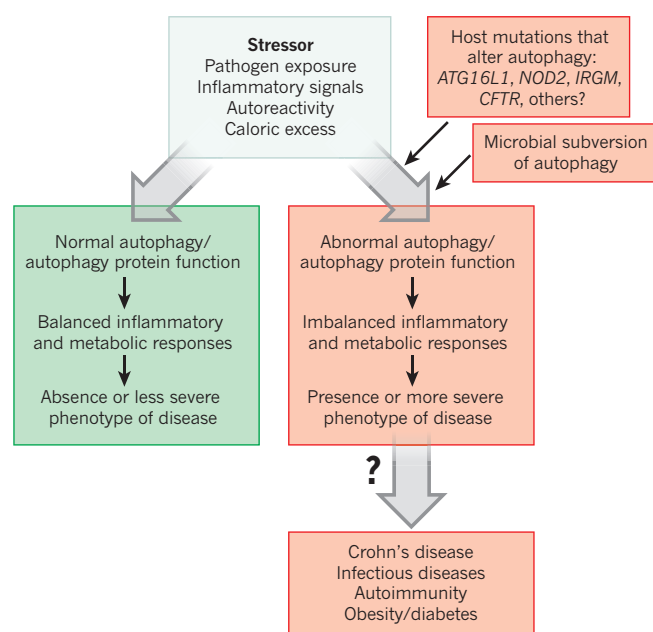 Stressor
Pathogen exposure
Inflammatory signals
Autoreactivity
Caloric excess
Host mutations that
alter autophagy:
ATG16L1, NOD2, IRGM,
CFTR, others?
Microbial subversion
of autophagy
Normal autophagy/
autophagy protein function
Balanced inflammatory
and metabolic responses
Absence or less severe
phenotype of disease
Abnormal autophagy/
autophagy protein function
Imbalanced inflammatory
and metabolic responses
Presence or more severe
phenotype of disease
?
Crohn’s disease
Infectious diseases
Autoimmunity
Obesity/diabetes